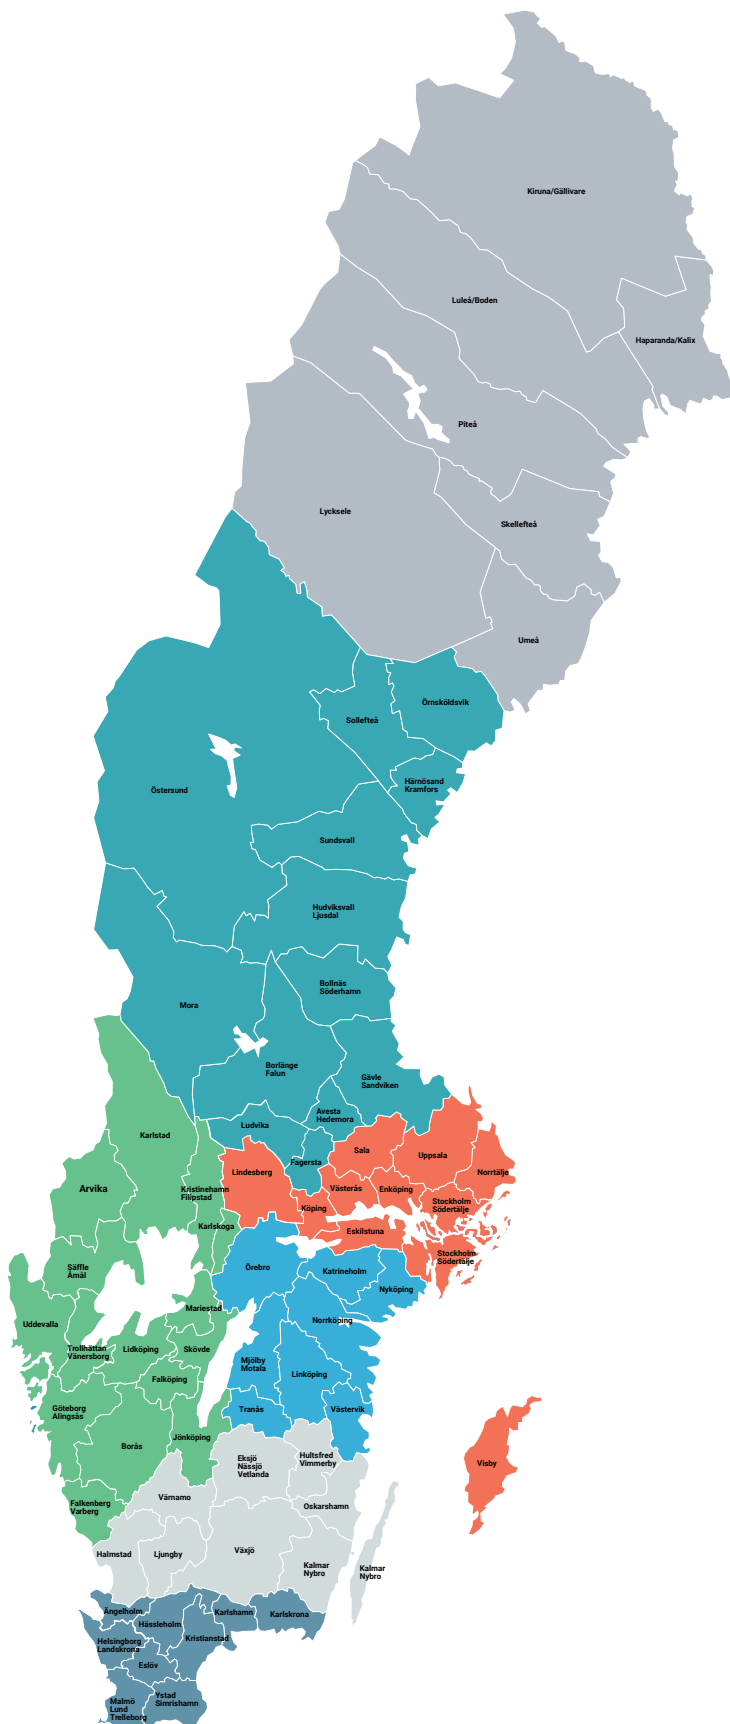 Kiruna/Gällivare
Luleå/Boden
Haparanda/Kalix
Piteå
Lycksele
Skellefteå
Umeå
Örnsköldsvik
Sollefteå
Härnösand
Kramfors
Östersund
Sundsvall
Hudviksvall
Ljusdal
Bollnäs
Söderhamn
Mora
Borlänge
Falun
Gävle
Sandviken
Avesta
Hedemora
Ludvika
Karlstad
Fagersta
Sala
Uppsala
Norrtälje
Lindesberg
Arvika
Kristinehamn
Filipstad
Västerås
Enköping
Köping
Stockholm
Södertälje
Karlskoga
Eskilstuna
Stockholm
Södertälje
Säffle
Åmål
Örebro
Katrineholm
Nyköping
Mariestad
Uddevalla
Norrköping
Trollhättan
Vänersborg
Lidköping
Skövde
Mjölby
Motala
Linköping
Falköping
Göteborg
Alingsås
Tranås
Västervik
Borås
Jönköping
Eksjö
Nässjö
Vetlanda
Hultsfred
Vimmerby
Visby
Värnamo
Falkenberg
Varberg
Oskarshamn
Halmstad
Ljungby
Växjö
Kalmar
Nybro
Kalmar
Nybro
Ängelholm
Hässleholm
Karlshamn
Karlskrona
Kristianstad
Helsingborg
Landskrona
Eslöv
Malmö
Lund
Trelleborg
Ystad
Simrishamn